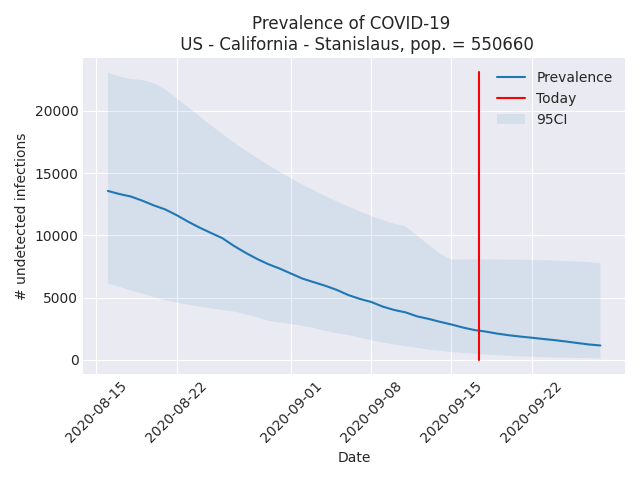 Prevalence of COVID-19
US - California - Stanislaus, pop. = 550660
Prevalence
Today
95CI
# undetected infections
20000
15000
10000
5000
0
2020-08-15
2020-08-22
2020-09-01
2020-09-08
2020-09-15
2020-09-22
Date